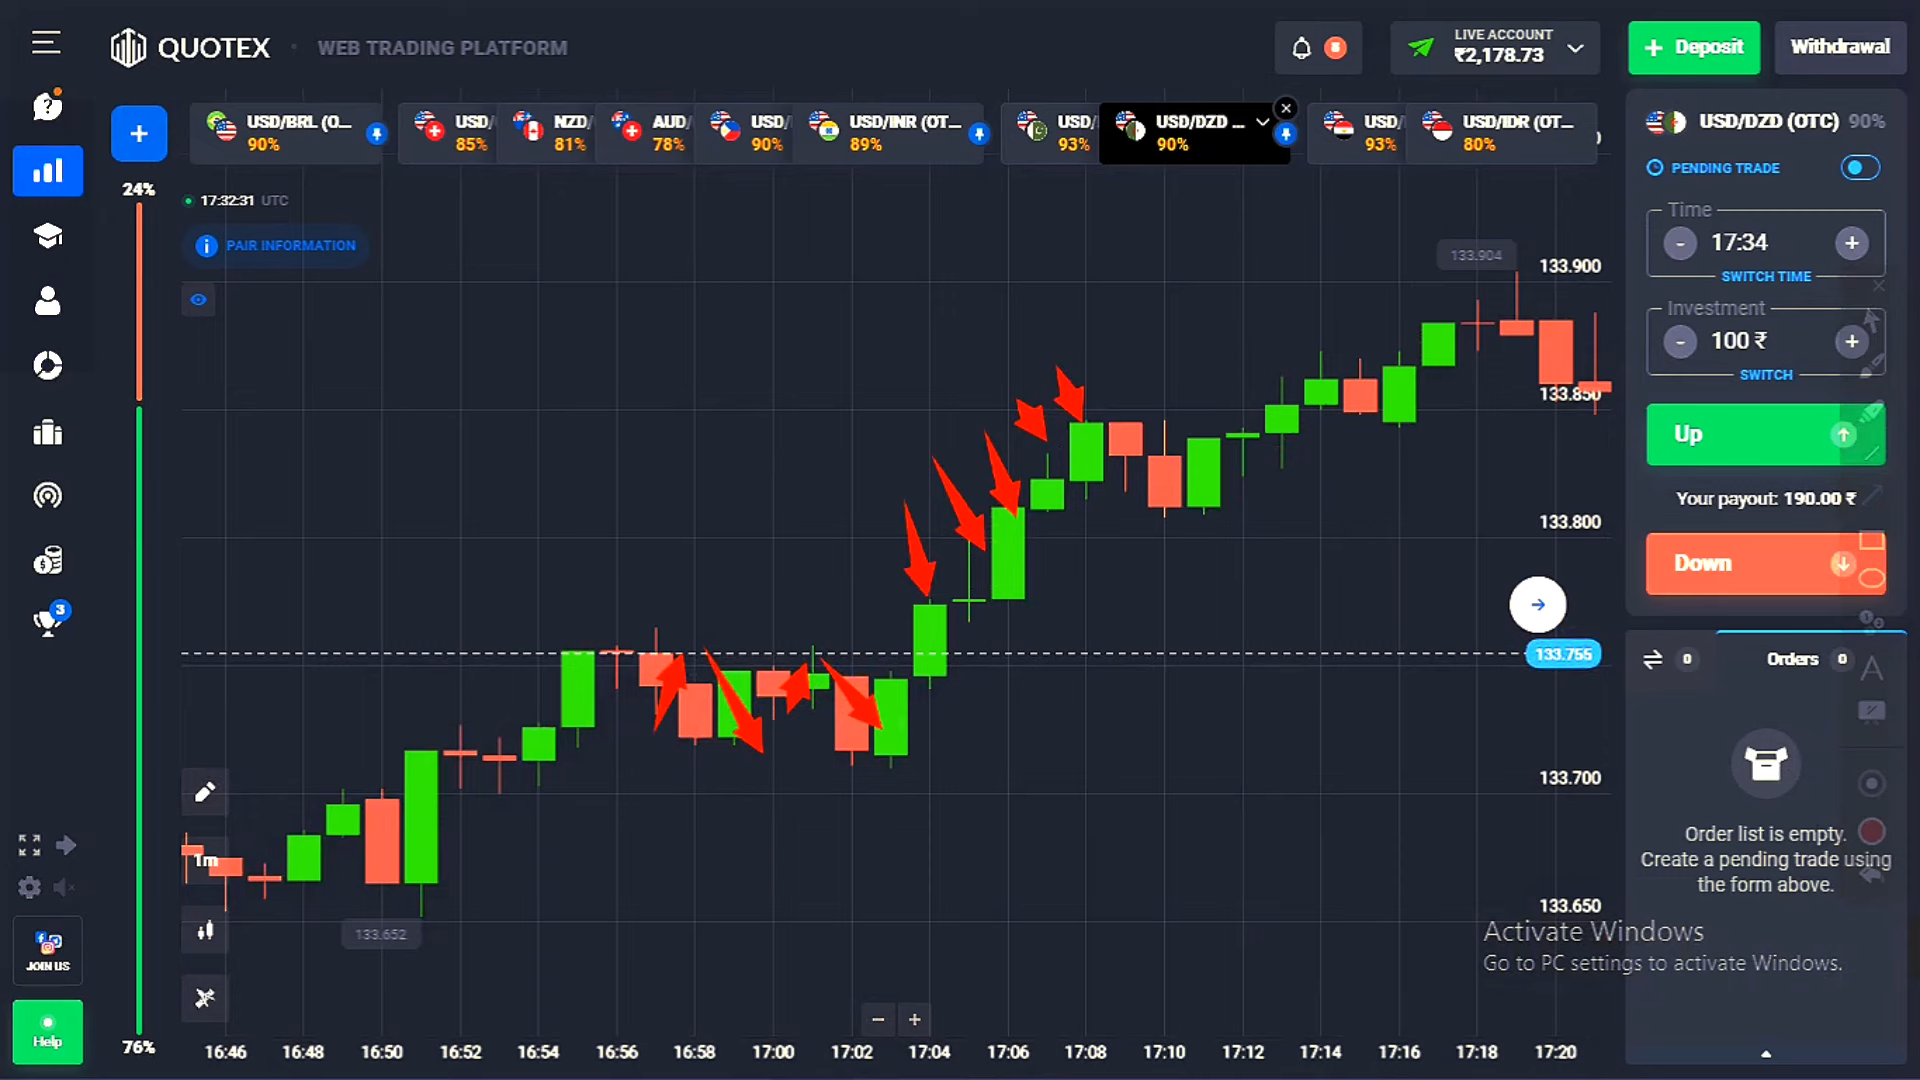 QUOTEX
WEB TRADING PLATFORM
LIVE ACCOUNT
₹2,178.73
+ Deposit
Withdrawal
+
USD/BRL (O...
90%
USD/
85%
NZD/
81%
AUD/
78%
USD/
90%
USD/INR (OT...
89%
USD/
93%
USD/DZD ...
90%
USD/
93%
USD/IDR (OT...
80%
24%
17:32:31 UTC
PAIR INFORMATION
133.904
133.900
133.850
133.800
133.755
133.700
133.650
133.652
1m
76%
16:46
16:48
16:50
16:52
16:54
16:56
16:58
17:00
17:02
17:04
17:06
17:08
17:10
17:12
17:14
17:16
17:18
17:20
3
JOIN US
Help
USD/DZD (OTC) 90%
PENDING TRADE
Time
- 17:34 +
SWITCH TIME
Investment
- 100 ₹ +
SWITCH
Up
Your payout: 190.00 ₹
Down
0
Orders 0
Order list is empty.
Create a pending trade using
the form above.
Activate Windows
Go to PC settings to activate Windows.